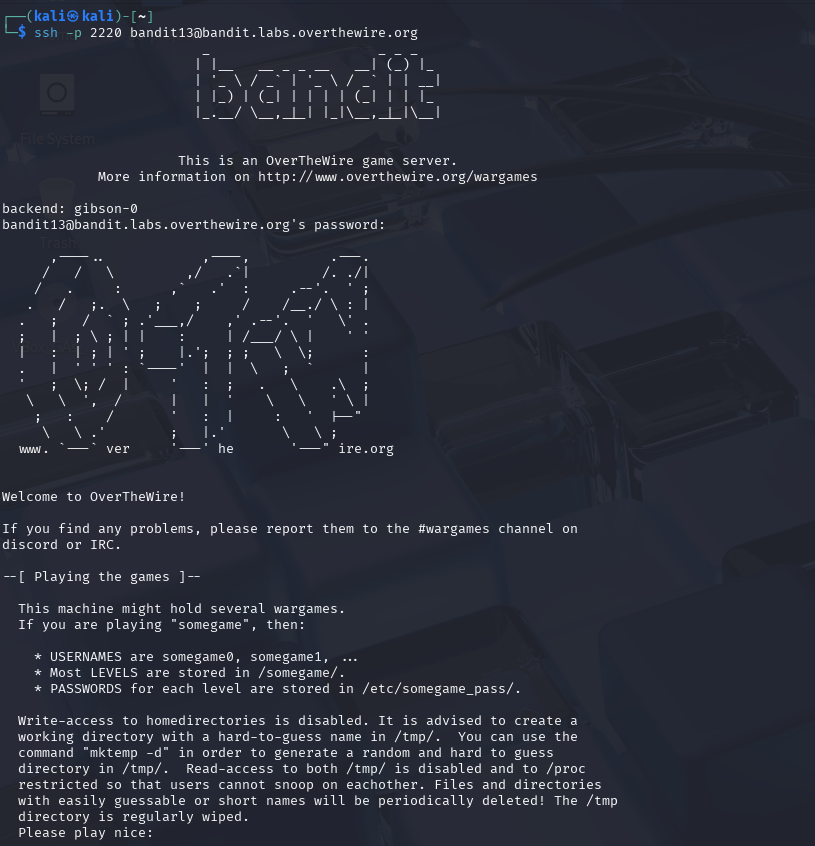 ┌──(kali㉿kali)-[~]
└─$ ssh -p 2220 bandit13@bandit.labs.overthewire.org
bandit
This is an OverTheWire game server.
More information on http://www.overthewire.org/wargames
backend: gibson-0
bandit13@bandit.labs.overthewire.org's password:
www. `---` ver '---' he '---" ire.org
Welcome to OverTheWire!
If you find any problems, please report them to the #wargames channel on
discord or IRC.
--[ Playing the games ]--
This machine might hold several wargames.
If you are playing "somegame", then:
* USERNAMES are somegame0, somegame1, ...
* Most LEVELS are stored in /somegame/.
* PASSWORDS for each level are stored in /etc/somegame_pass/.
Write-access to homedirectories is disabled. It is advised to create a
working directory with a hard-to-guess name in /tmp/.  You can use the
command "mktemp -d" in order to generate a random and hard to guess
directory in /tmp/.  Read-access to both /tmp/ is disabled and to /proc
restricted so that users cannot snoop on eachother. Files and directories
with easily guessable or short names will be periodically deleted! The /tmp
directory is regularly wiped.
Please play nice:
File System
Trash